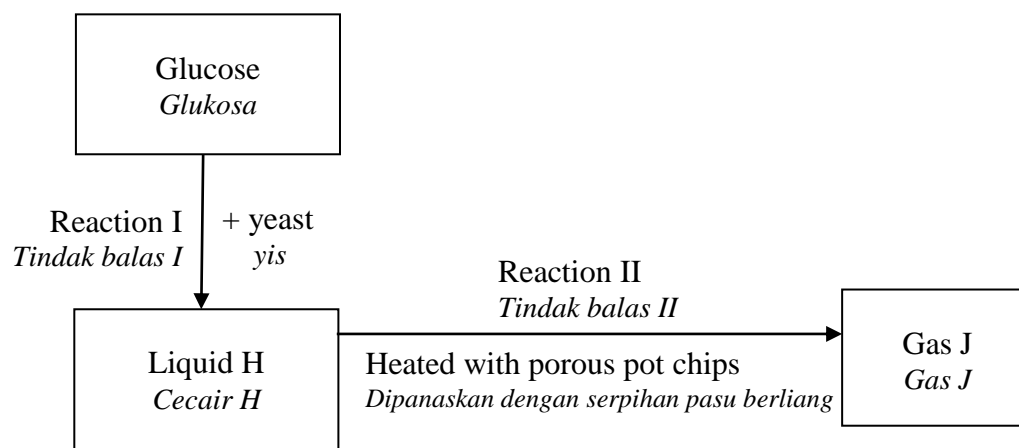 Glucose
Glukosa
Reaction I
Tindak balas I
+ yeast
yis
Reaction II
Tindak balas II
Liquid H
Cecair H
Heated with porous pot chips
Dipanaskan dengan serpihan pasu berliang
Gas J
Gas J